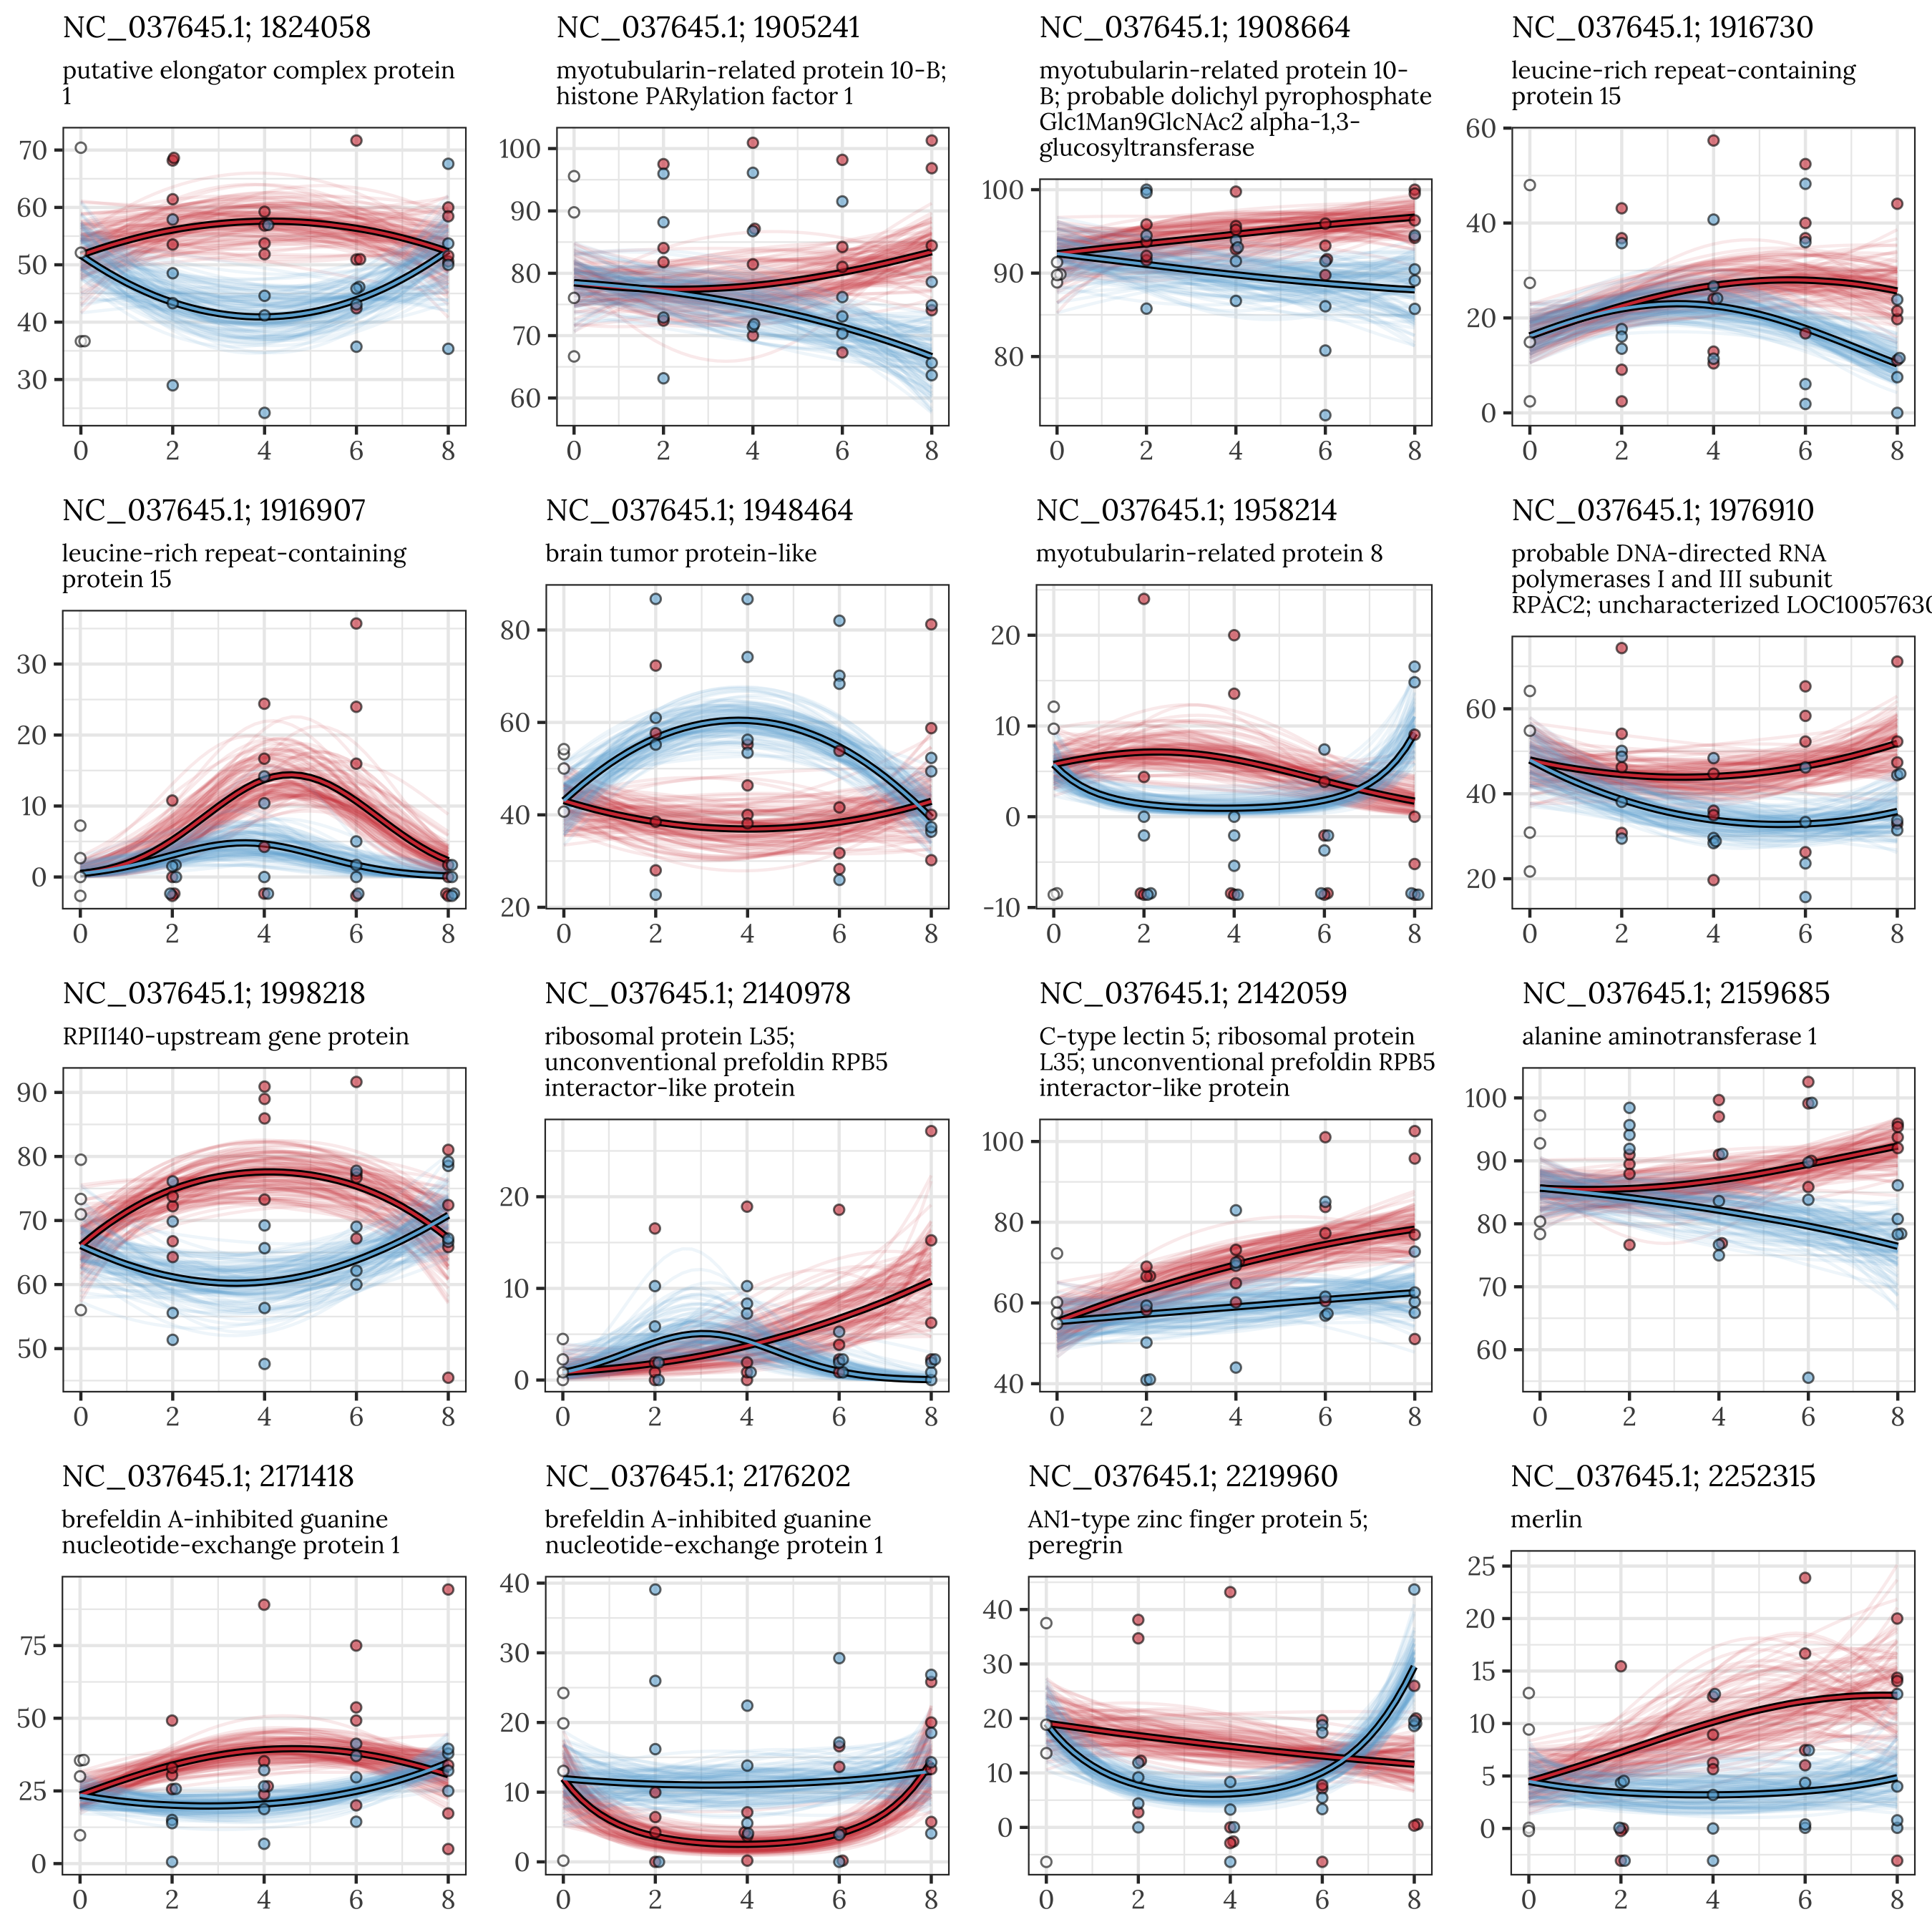 NC_037645.1; 1824058
putative elongator complex protein
1
70
60
50
40
30
0 2 4 6 8
NC_037645.1; 1905241
myotubularin-related protein 10-B;
histone PARylation factor 1
100
90
80
70
60
0 2 4 6 8
NC_037645.1; 1908664
myotubularin-related protein 10-
B; probable dolichyl pyrophosphate
Glc1Man9GlcNAc2 alpha-1,3-
glucosyltransferase
100
90
80
0 2 4 6 8
NC_037645.1; 1916730
leucine-rich repeat-containing
protein 15
60
40
20
0
0 2 4 6 8
NC_037645.1; 1916907
leucine-rich repeat-containing
protein 15
30
20
10
0
0 2 4 6 8
NC_037645.1; 1948464
brain tumor protein-like
80
60
40
20
0 2 4 6 8
NC_037645.1; 1958214
myotubularin-related protein 8
20
10
0
-10
0 2 4 6 8
NC_037645.1; 1976910
probable DNA-directed RNA
polymerases I and III subunit
RPAC2; uncharacterized LOC10057630
60
40
20
0 2 4 6 8
NC_037645.1; 1998218
RPII140-upstream gene protein
90
80
70
60
50
0 2 4 6 8
NC_037645.1; 2140978
ribosomal protein L35;
unconventional prefoldin RPB5
interactor-like protein
20
10
0
0 2 4 6 8
NC_037645.1; 2142059
C-type lectin 5; ribosomal protein
L35; unconventional prefoldin RPB5
interactor-like protein
100
80
60
40
0 2 4 6 8
NC_037645.1; 2159685
alanine aminotransferase 1
100
90
80
70
60
0 2 4 6 8
NC_037645.1; 2171418
brefeldin A-inhibited guanine
nucleotide-exchange protein 1
75
50
25
0
0 2 4 6 8
NC_037645.1; 2176202
brefeldin A-inhibited guanine
nucleotide-exchange protein 1
40
30
20
10
0
0 2 4 6 8
NC_037645.1; 2219960
AN1-type zinc finger protein 5;
peregrin
40
30
20
10
0
0 2 4 6 8
NC_037645.1; 2252315
merlin
25
20
15
10
5
0
0 2 4 6 8